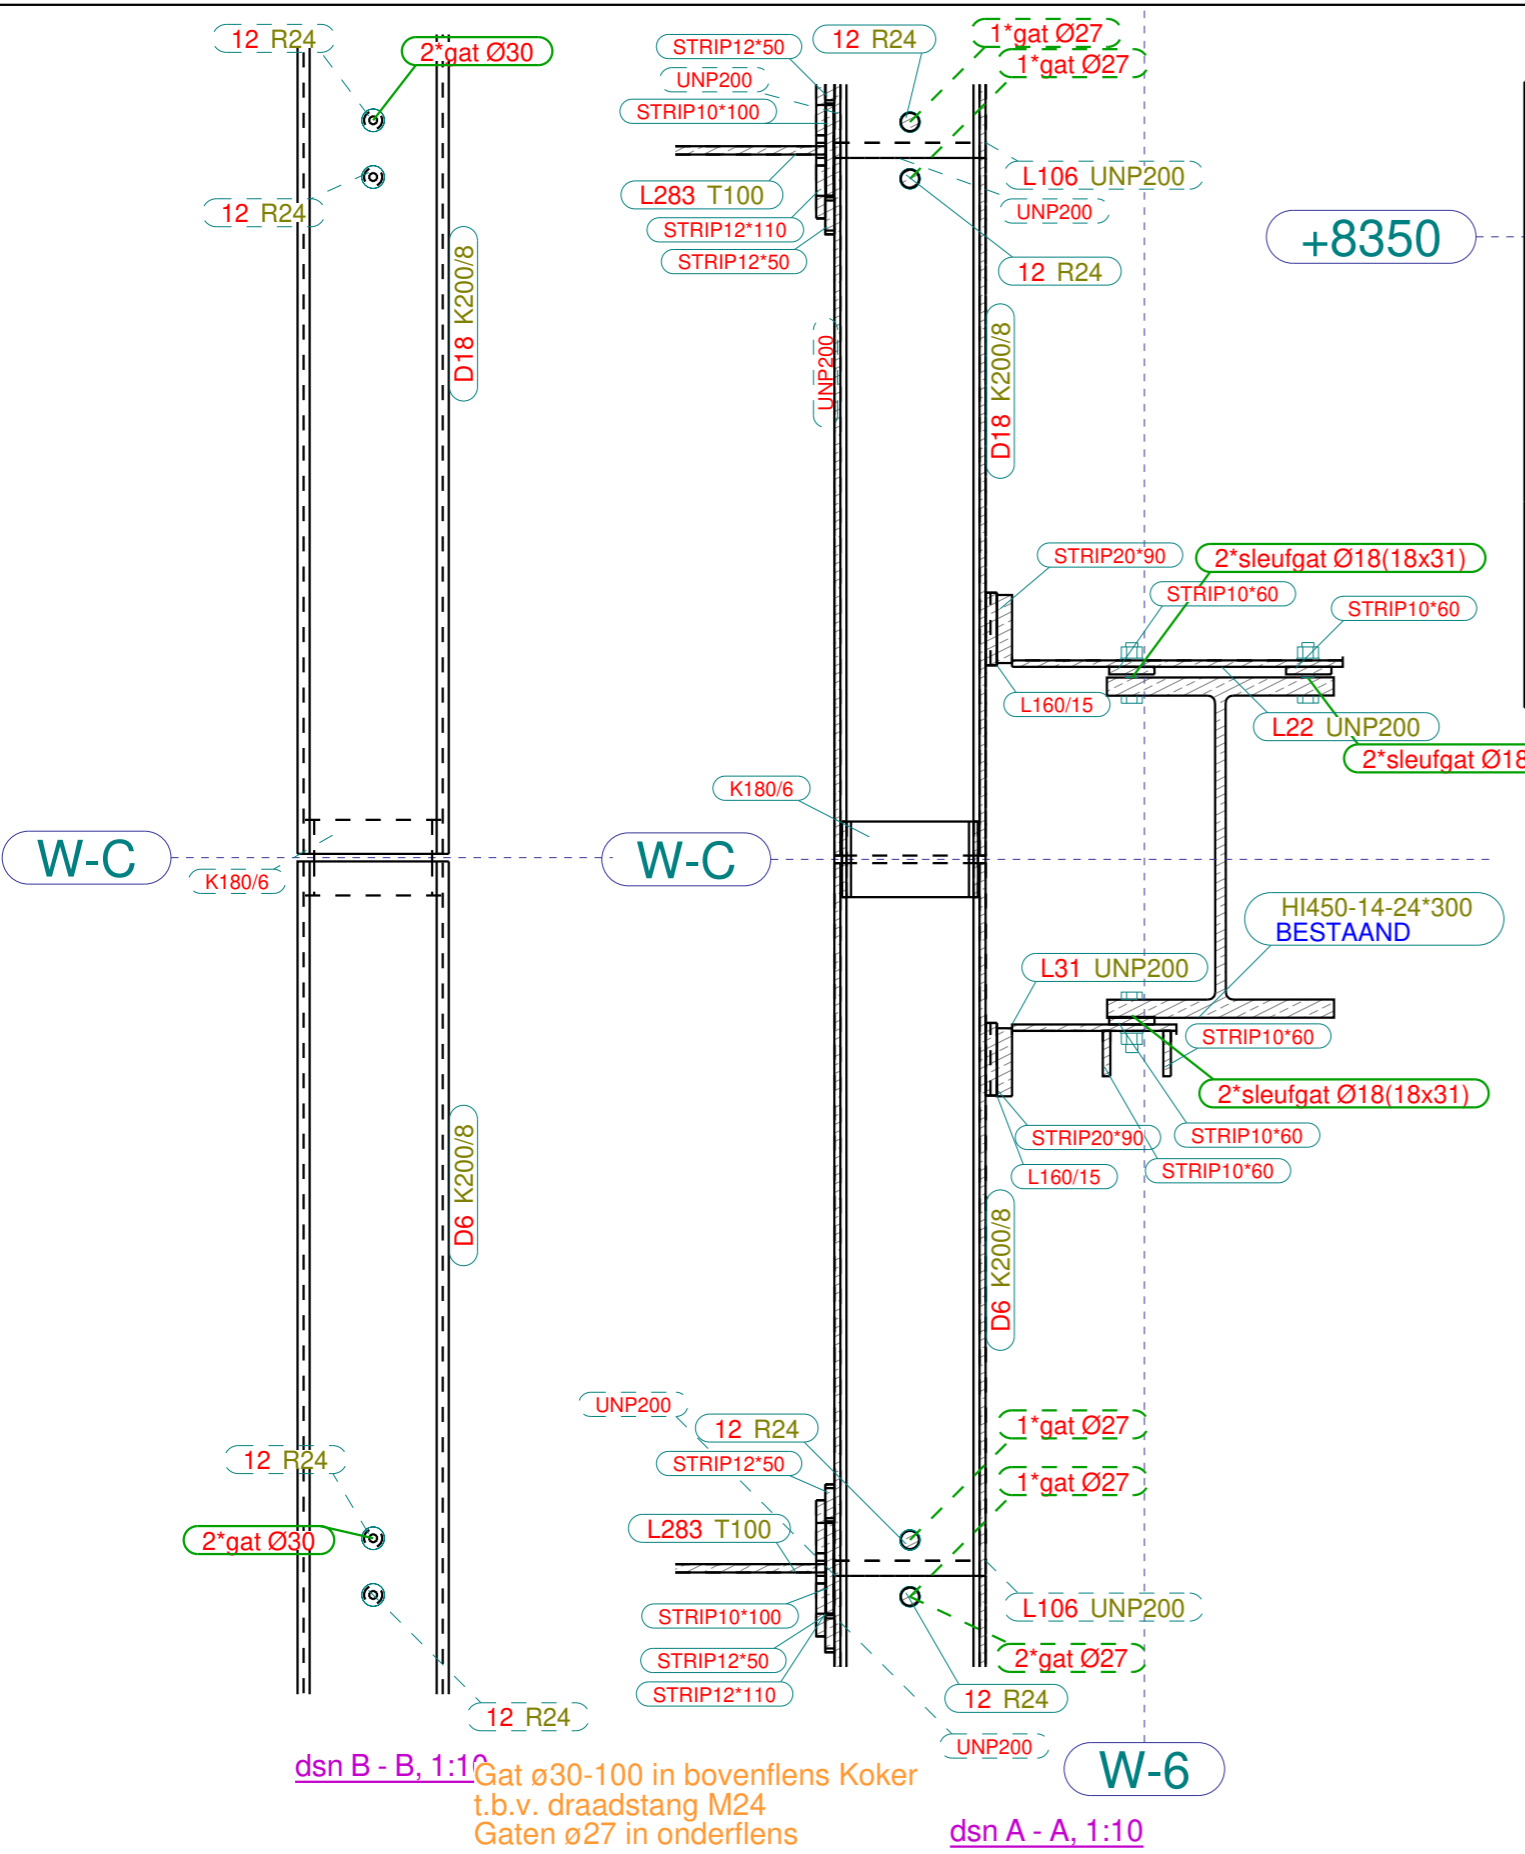 12 R24
2*gat Ø30
12 R24
D18 K200/8
W-C
K180/6
D6 K200/8
12 R24
2*gat Ø30
12 R24
dsn B - B, 1:10
Gat ø30-100 in bovenflens Koker
t.b.v. draadstang M24
Gaten ø27 in onderflens
STRIP12*50
UNP200
STRIP10*100
12 R24
1*gat Ø27
1*gat Ø27
L283 T100
STRIP12*110
STRIP12*50
L106 UNP200
UNP200
12 R24
+8350
UNP200
D18 K200/8
STRIP20*90
2*sleufgat Ø18(18x31)
STRIP10*60
STRIP10*60
L160/15
L22 UNP200
2*sleufgat Ø18
K180/6
W-C
HI450-14-24*300
BESTAAND
L31 UNP200
STRIP10*60
2*sleufgat Ø18(18x31)
STRIP20*90
STRIP10*60
L160/15
STRIP10*60
D6 K200/8
UNP200
12 R24
STRIP12*50
1*gat Ø27
1*gat Ø27
L283 T100
STRIP10*100
STRIP12*50
STRIP12*110
L106 UNP200
2*gat Ø27
12 R24
UNP200
W-6
dsn A - A, 1:10